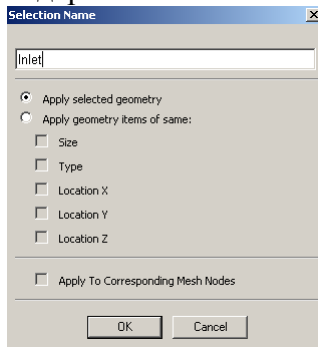 Selection Name
Inlet
Apply selected geometry
Apply geometry items of same:
Size
Type
Location X
Location Y
Location Z
Apply To Corresponding Mesh Nodes
OK
Cancel